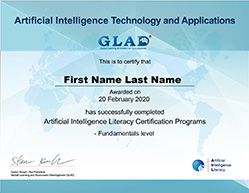 Artificial Intelligence Technology and Applications
GLAD
This is to certify that
First Name Last Name
Awarded on
20 February 2020
has successfully completed
Artificial Intelligence Literacy Certification Programs
- Fundamentals level
Artificial
Intelligence
Literacy